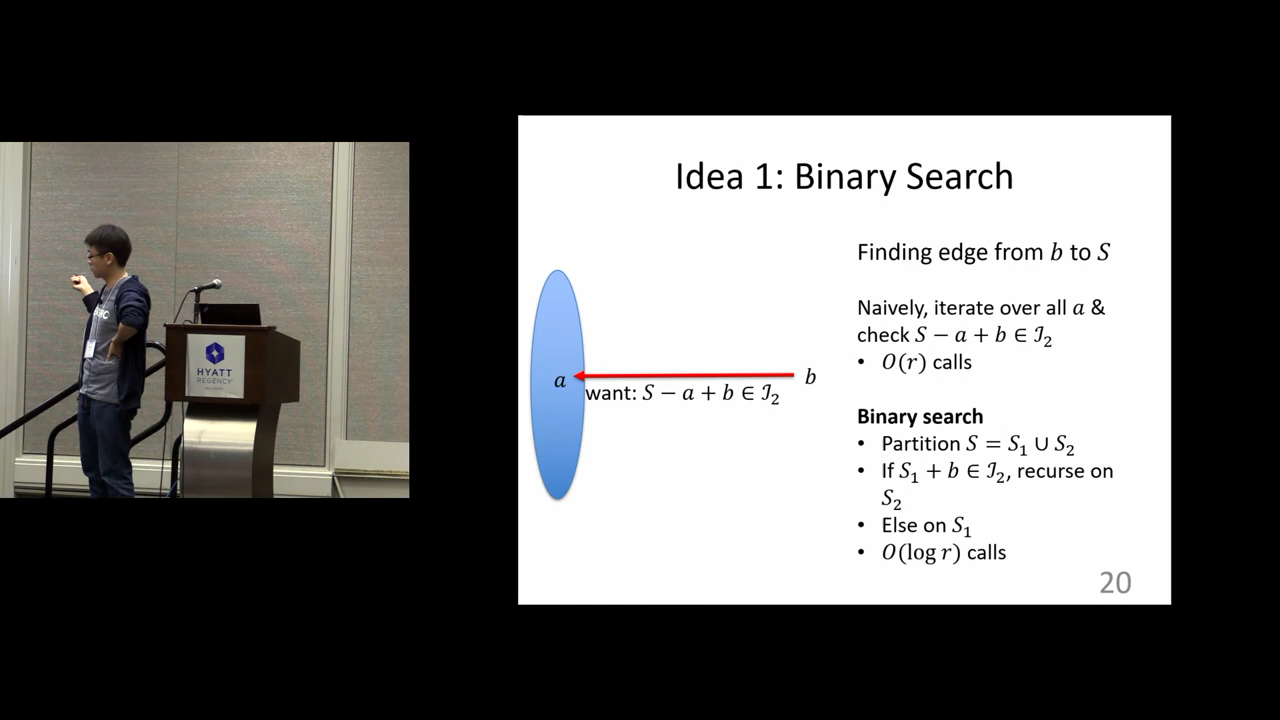 Idea 1: Binary Search
Finding edge from b to S
Naively, iterate over all a &
check S − a + b ∈ ℐ₂
• O(r) calls
a
b
want: S − a + b ∈ ℐ₂
Binary search
• Partition S = S₁ ∪ S₂
• If S₁ + b ∈ ℐ₂, recurse on
S₂
• Else on S₁
• O(log r) calls
20
HYATT
REGENCY